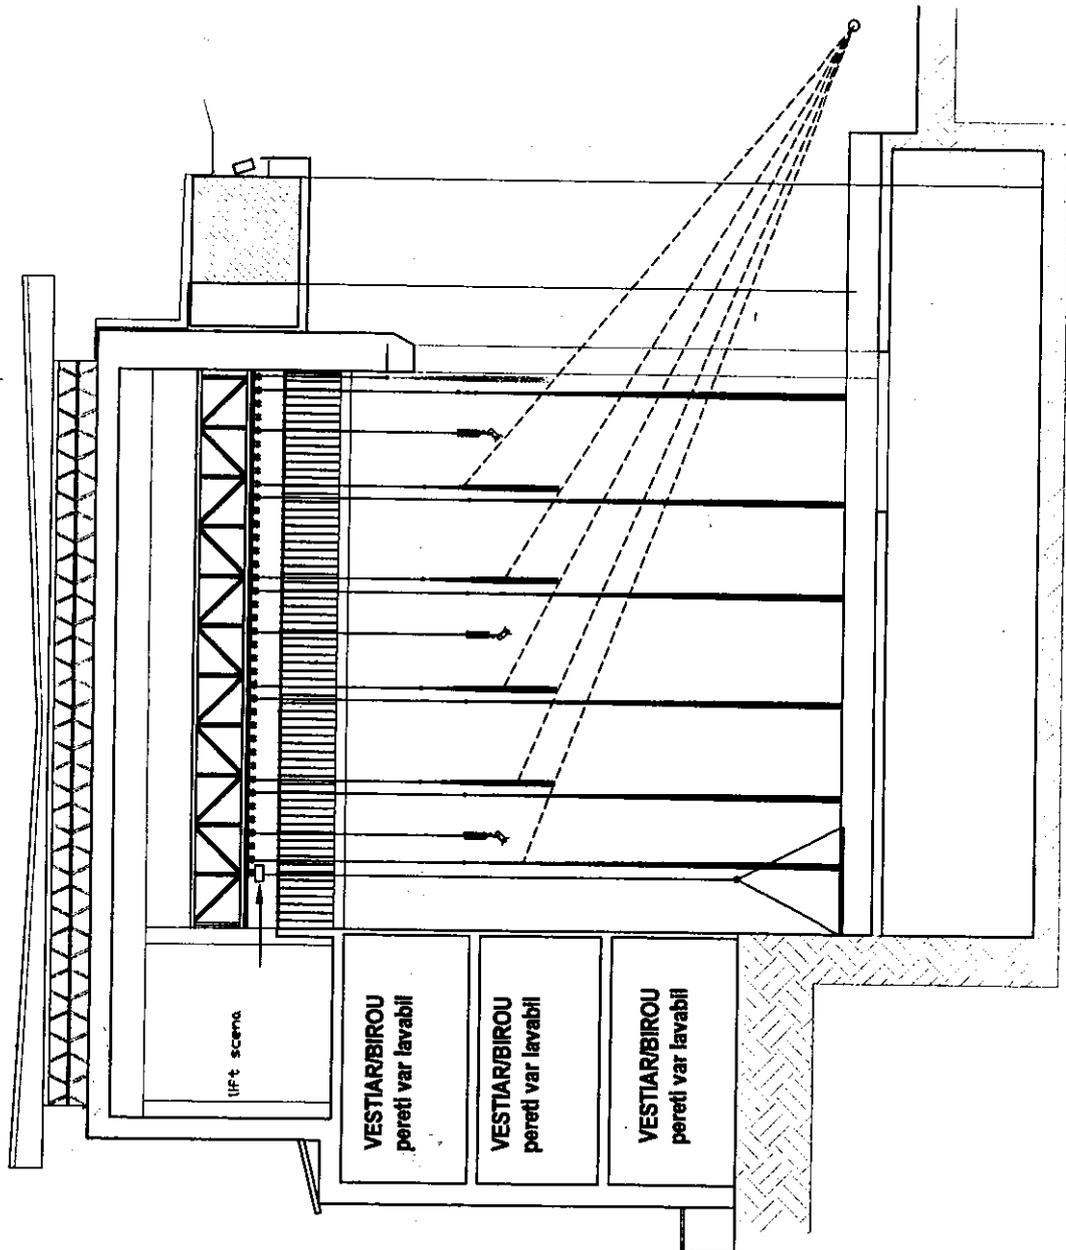 lift scena
VESTIAR/BIROU
pereti var lavabil
VESTIAR/BIROU
pereti var lavabil
VESTIAR/BIROU
pereti var lavabil